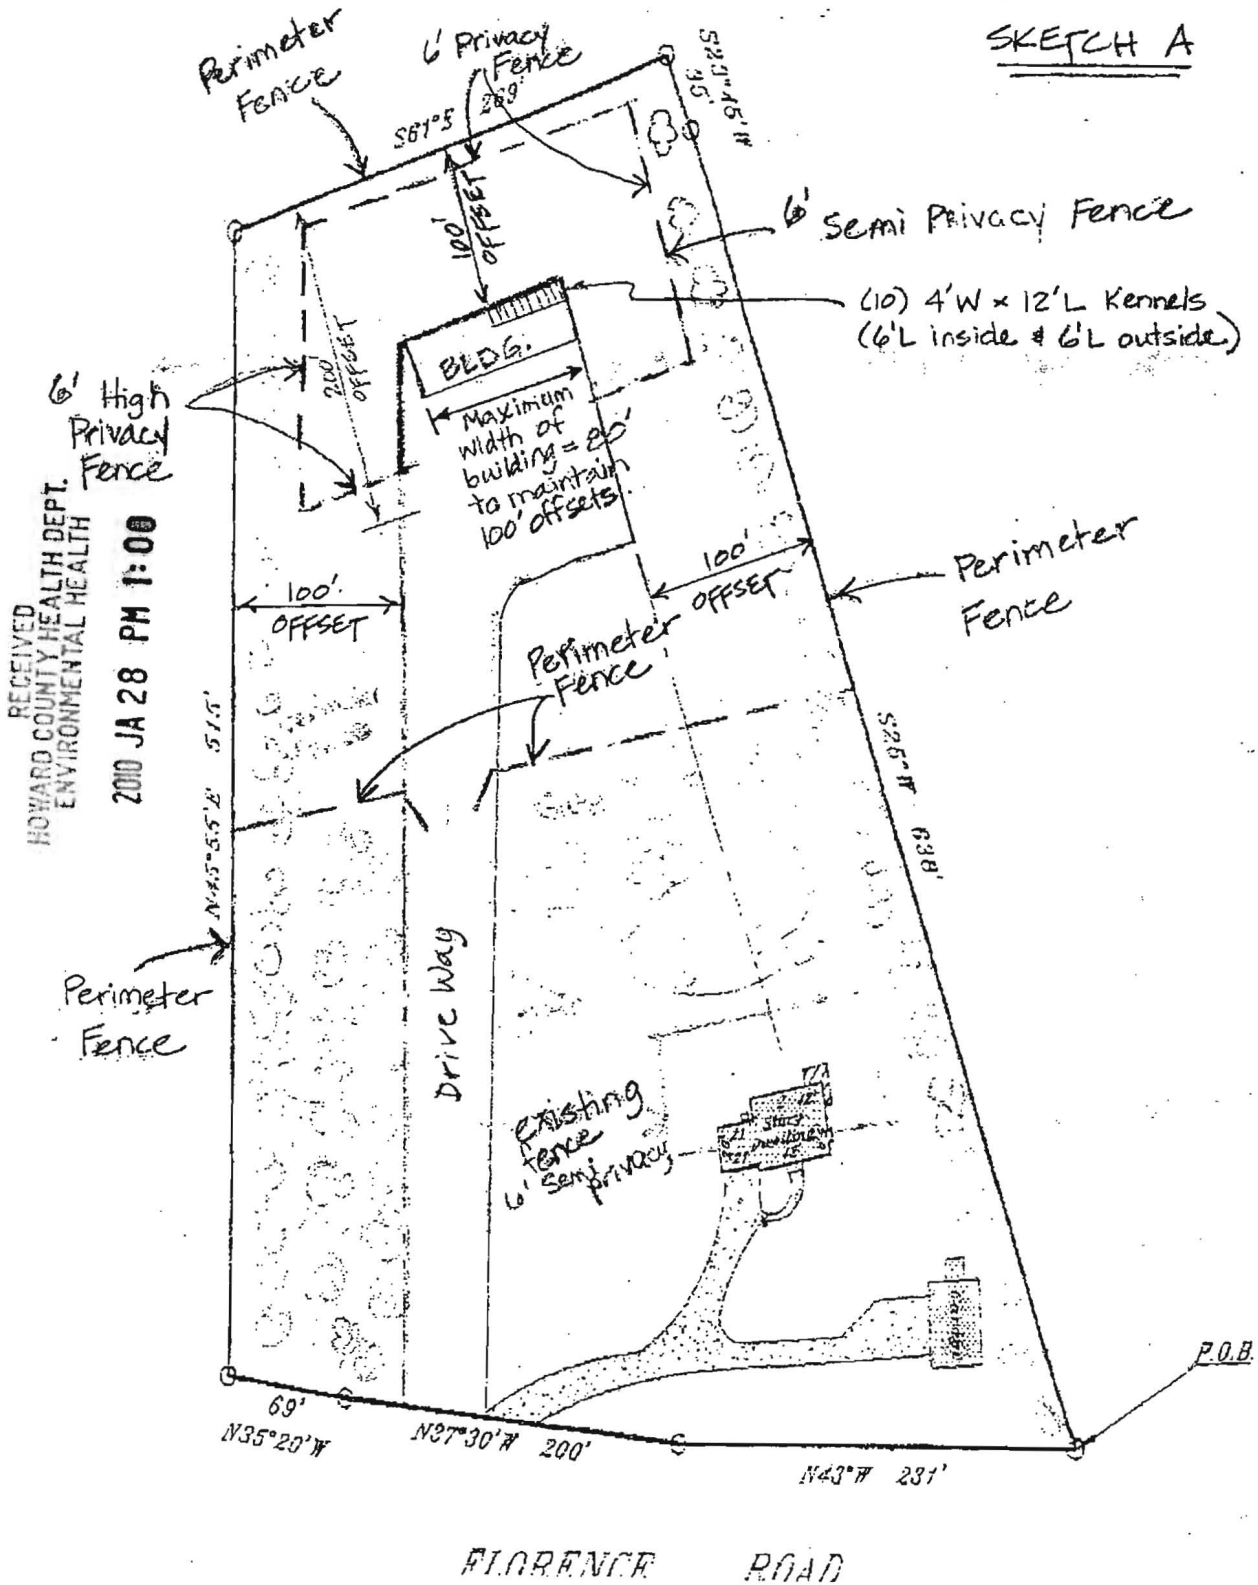 SKETCH A
Perimeter
Fence
6' Privacy
Fence
S61°E 269'
S23°45'W
35'
100'
OFFSET
6' Semi Privacy Fence
(10) 4'W x 12'L Kennels
(6'L inside & 6'L outside)
BLDG.
200'
OFFSET
6' High
Privacy
Fence
Maximum
width of
building = 80'
to maintain
100' offsets.
RECEIVED
HOWARD COUNTY HEALTH DEPT.
ENVIRONMENTAL HEALTH
2010 JA 28 PM 1:00
100'
OFFSET
100'
OFFSET
Perimeter
Fence
Perimeter
Fence
N45°55'E 515'
S25°W 638'
Perimeter
Fence
Drive Way
existing
fence
6' semi
privacy
Story
P.O.B.
69'
N35°20'W
N37°30'W 200'
N43°W 231'
FLORENCE ROAD